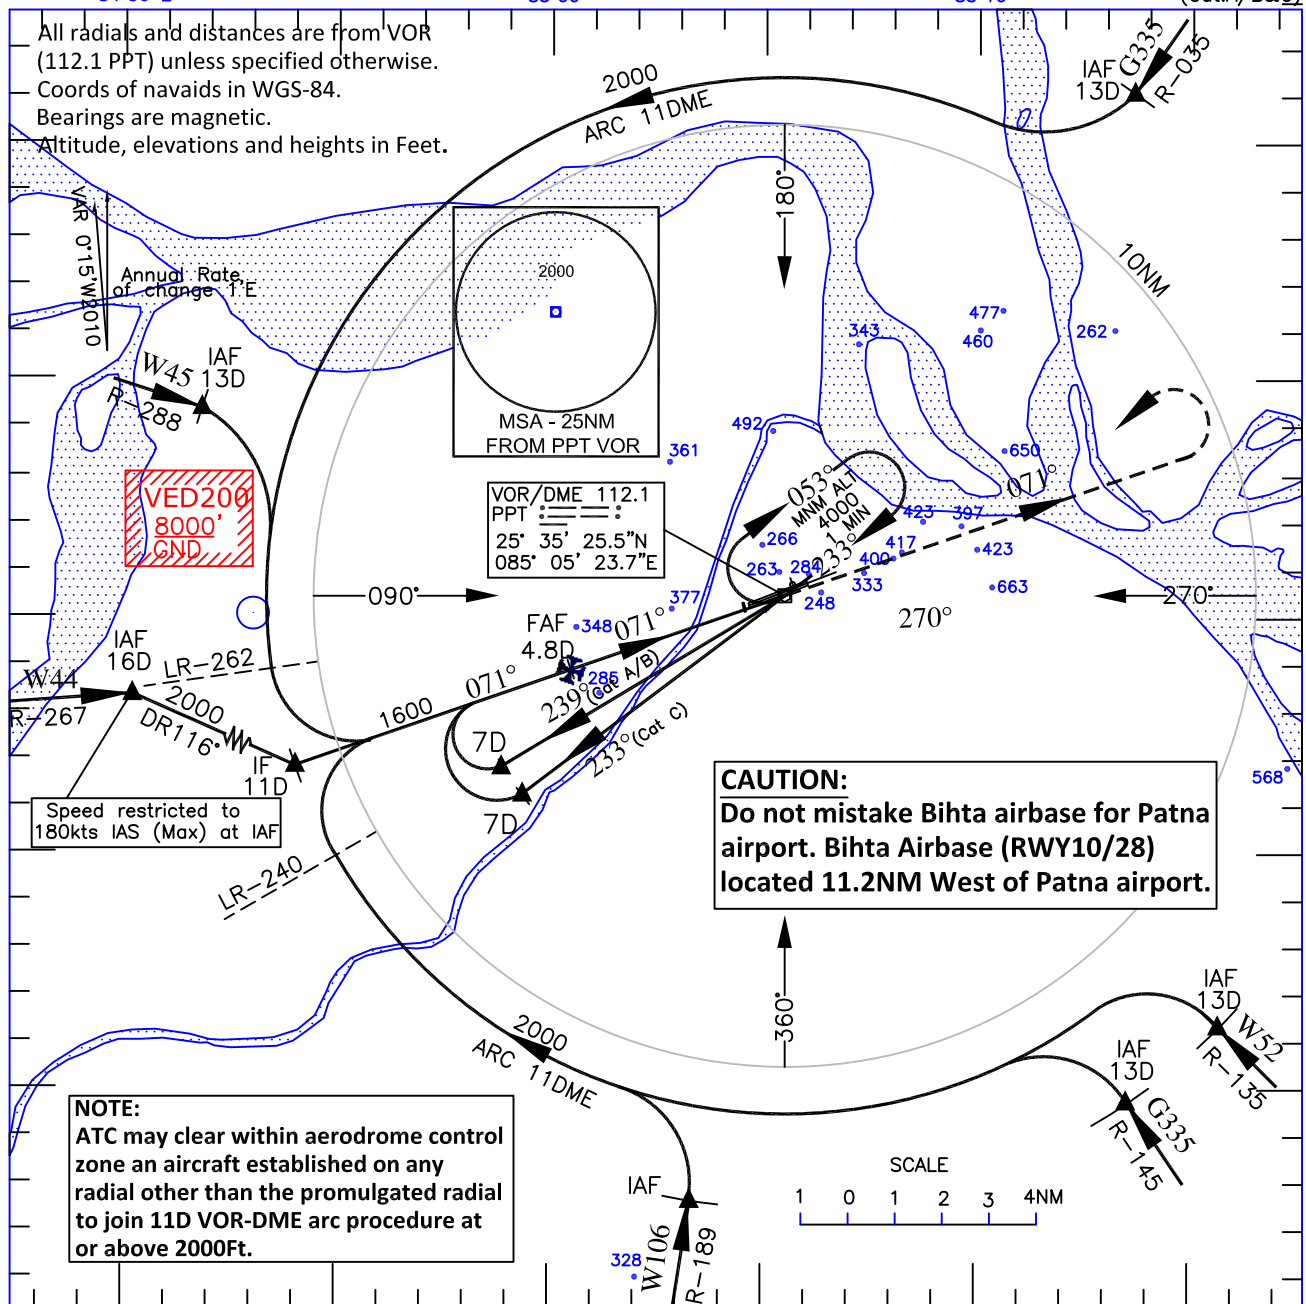 All radials and distances are from VOR
(112.1 PPT) unless specified otherwise.
Coords of navaids in WGS-84.
Bearings are magnetic.
Altitude, elevations and heights in Feet.
2000
ARC 11DME
IAF
13D
G335
R-035
VAR 0°15'W2010
Annual Rate
of change 1'E
180°
10NM
2000
MSA - 25NM
FROM PPT VOR
W45
IAF
13D
R-288
VED200
8000'
GND
477
460
262
343
492
361
650
071°
053°
MNM ALT
4000
1 MIN
233°
423
397
417
400
423
266
263
284
333
663
248
VOR/DME 112.1
PPT
25° 35' 25.5"N
085° 05' 23.7"E
377
090°
270°
270°
FAF
4.8D
348
071°
285
IAF
16D
LR-262
W44
R-267
2000
DR116°
IF
11D
1600
071°
239° (Cat A/B)
233° (Cat C)
7D
7D
Speed restricted to
180kts IAS (Max) at IAF
LR-240
568
CAUTION:
Do not mistake Bihta airbase for Patna
airport. Bihta Airbase (RWY10/28)
located 11.2NM West of Patna airport.
360°
2000
ARC 11DME
IAF
13D
W52
R-135
IAF
13D
G335
R-145
NOTE:
ATC may clear within aerodrome control
zone an aircraft established on any
radial other than the promulgated radial
to join 11D VOR-DME arc procedure at
or above 2000Ft.
IAF
W106
R-189
328
SCALE
1 0 1 2 3 4NM